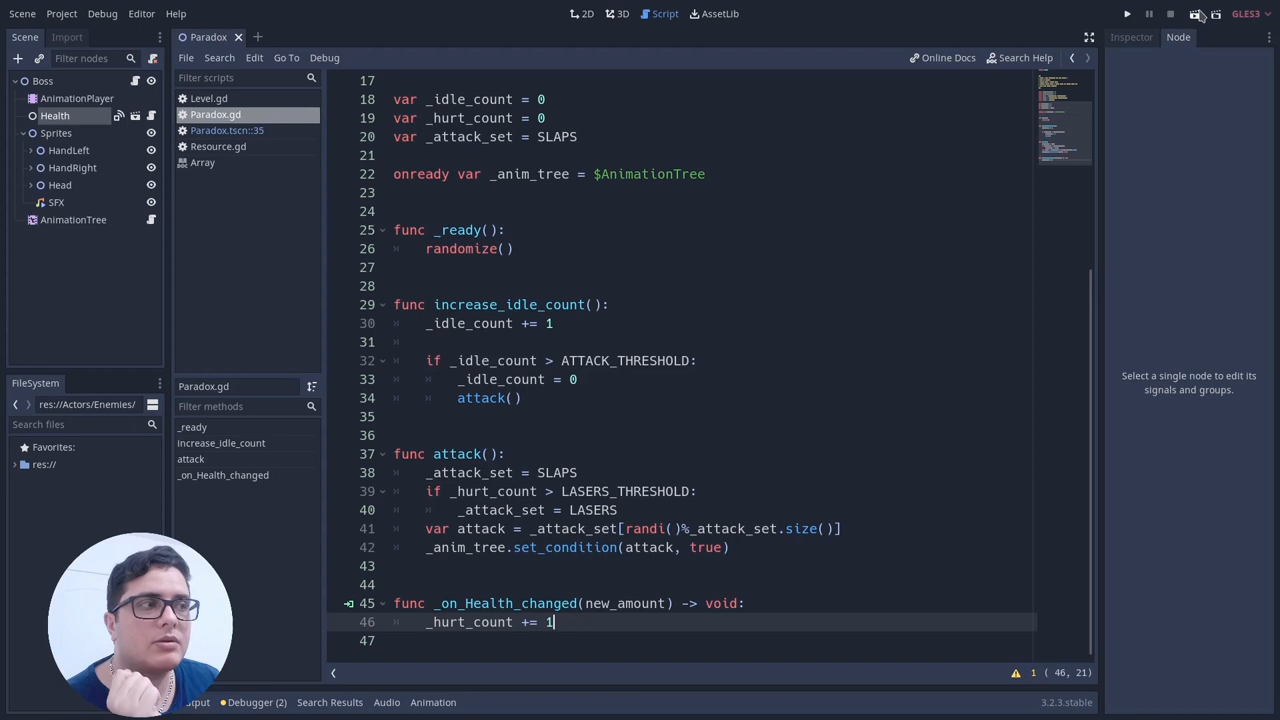 Scene Project Debug Editor Help
2D 3D Script AssetLib
GLES3
Scene Import
Filter nodes
Boss
AnimationPlayer
Health
Sprites
HandLeft
HandRight
Head
SFX
AnimationTree
FileSystem
res://Actors/Enemies/
Search files
Favorites:
res://
Paradox
File Search Edit Go To Debug
Online Docs Search Help
Filter scripts
Level.gd
Paradox.gd
Paradox.tscn::35
Resource.gd
Array
Paradox.gd
Filter methods
_ready
increase_idle_count
attack
_on_Health_changed
17
18 var _idle_count = 0
19 var _hurt_count = 0
20 var _attack_set = SLAPS
21
22 onready var _anim_tree = $AnimationTree
23
24
25 func _ready():
26 randomize()
27
28
29 func increase_idle_count():
30 _idle_count += 1
31
32 if _idle_count > ATTACK_THRESHOLD:
33 _idle_count = 0
34 attack()
35
36
37 func attack():
38 _attack_set = SLAPS
39 if _hurt_count > LASERS_THRESHOLD:
40 _attack_set = LASERS
41 var attack = _attack_set[randi()%_attack_set.size()]
42 _anim_tree.set_condition(attack, true)
43
44
45 func _on_Health_changed(new_amount) -> void:
46 _hurt_count += 1
47
1 ( 46, 21)
Debugger (2) Search Results Audio Animation
3.2.3.stable
Inspector Node
Select a single node to edit its
signals and groups.